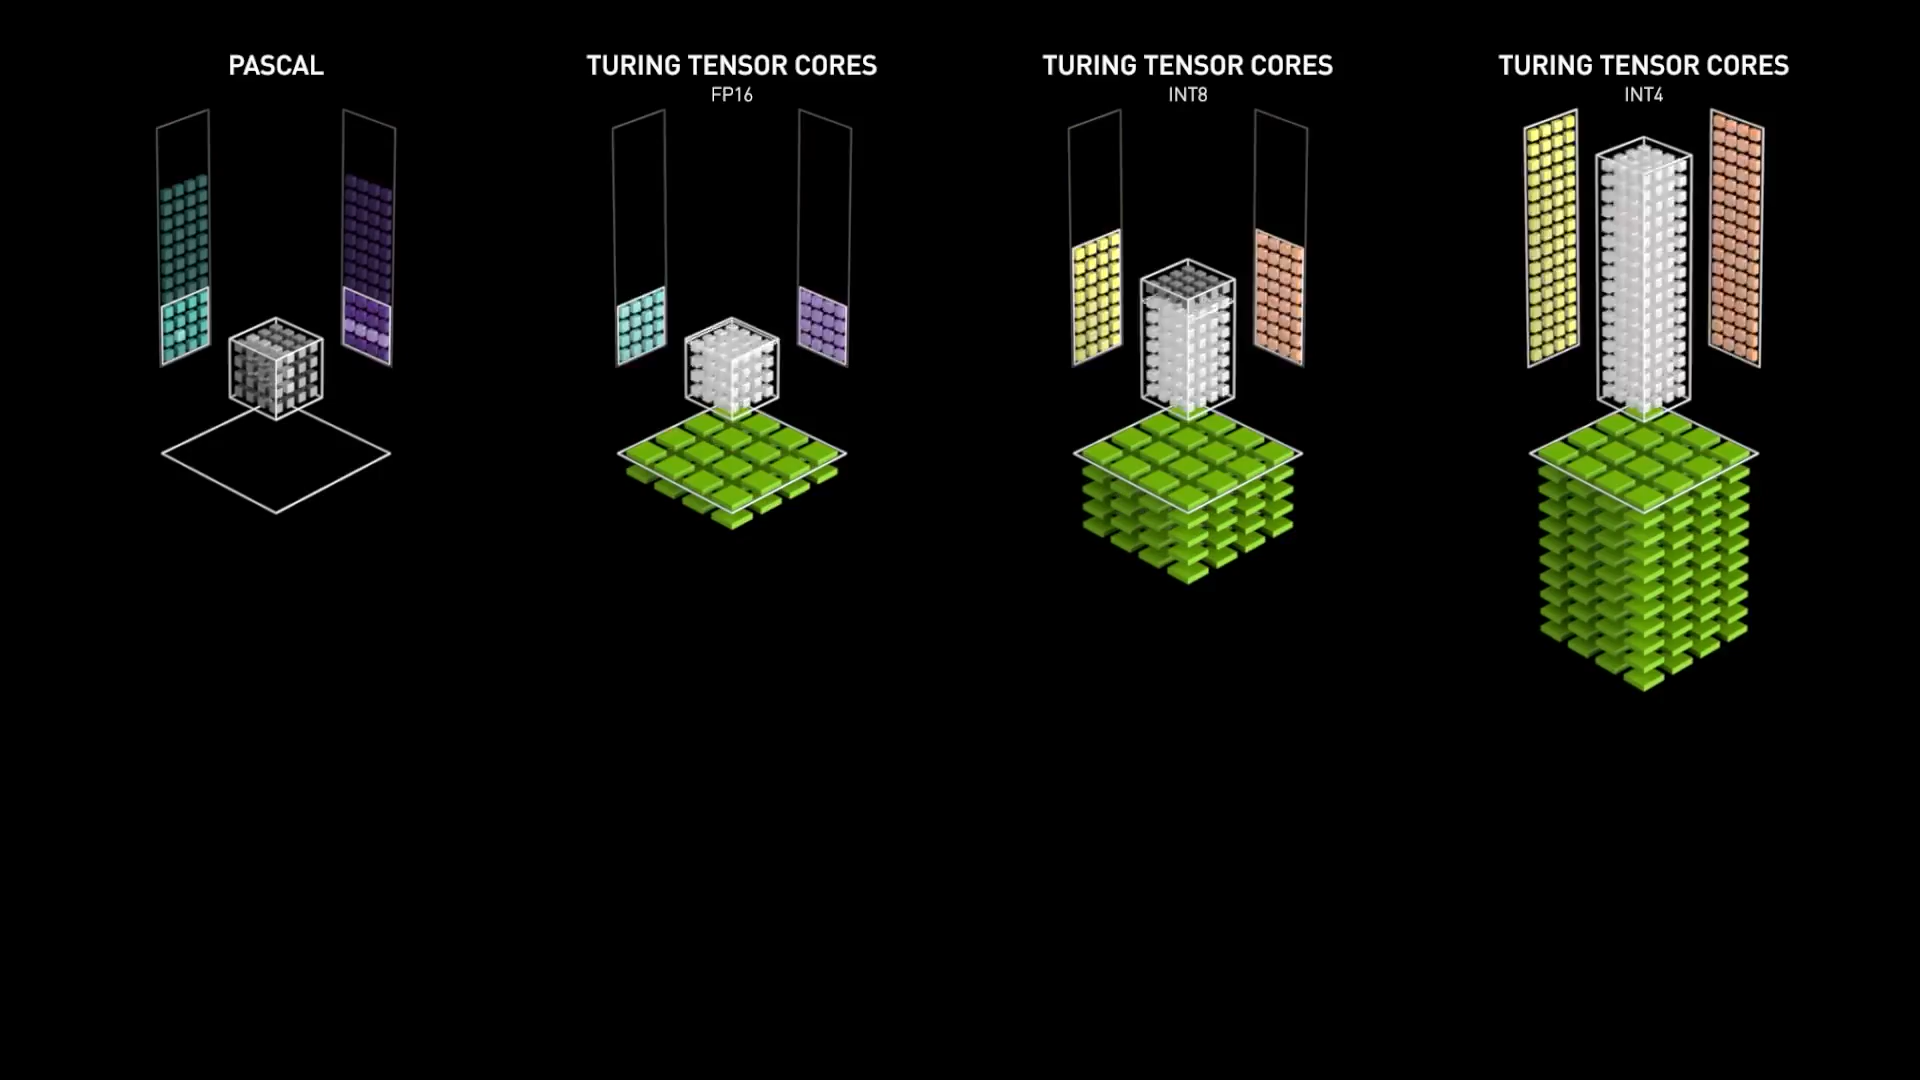 PASCAL
TURING TENSOR CORES
FP16
TURING TENSOR CORES
INT8
TURING TENSOR CORES
INT4